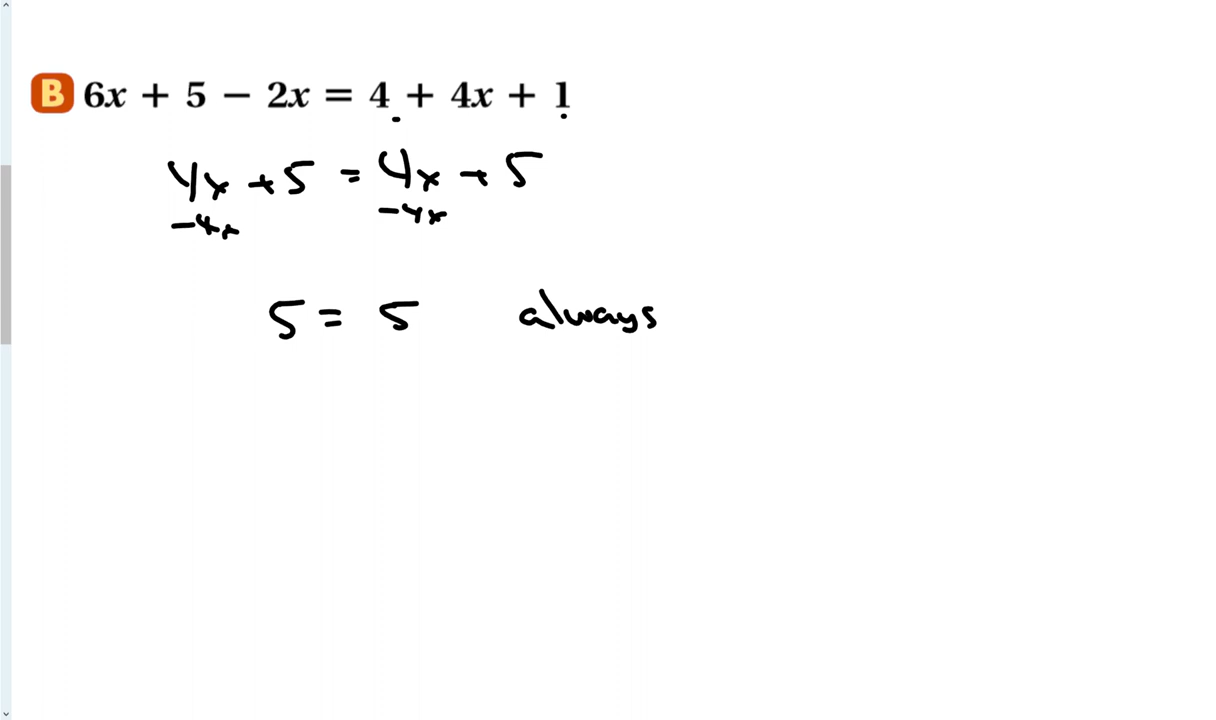 B 6x + 5 − 2x = 4 + 4x + 1
4x + 5 = 4x + 5
−4x −4x
5 = 5 always